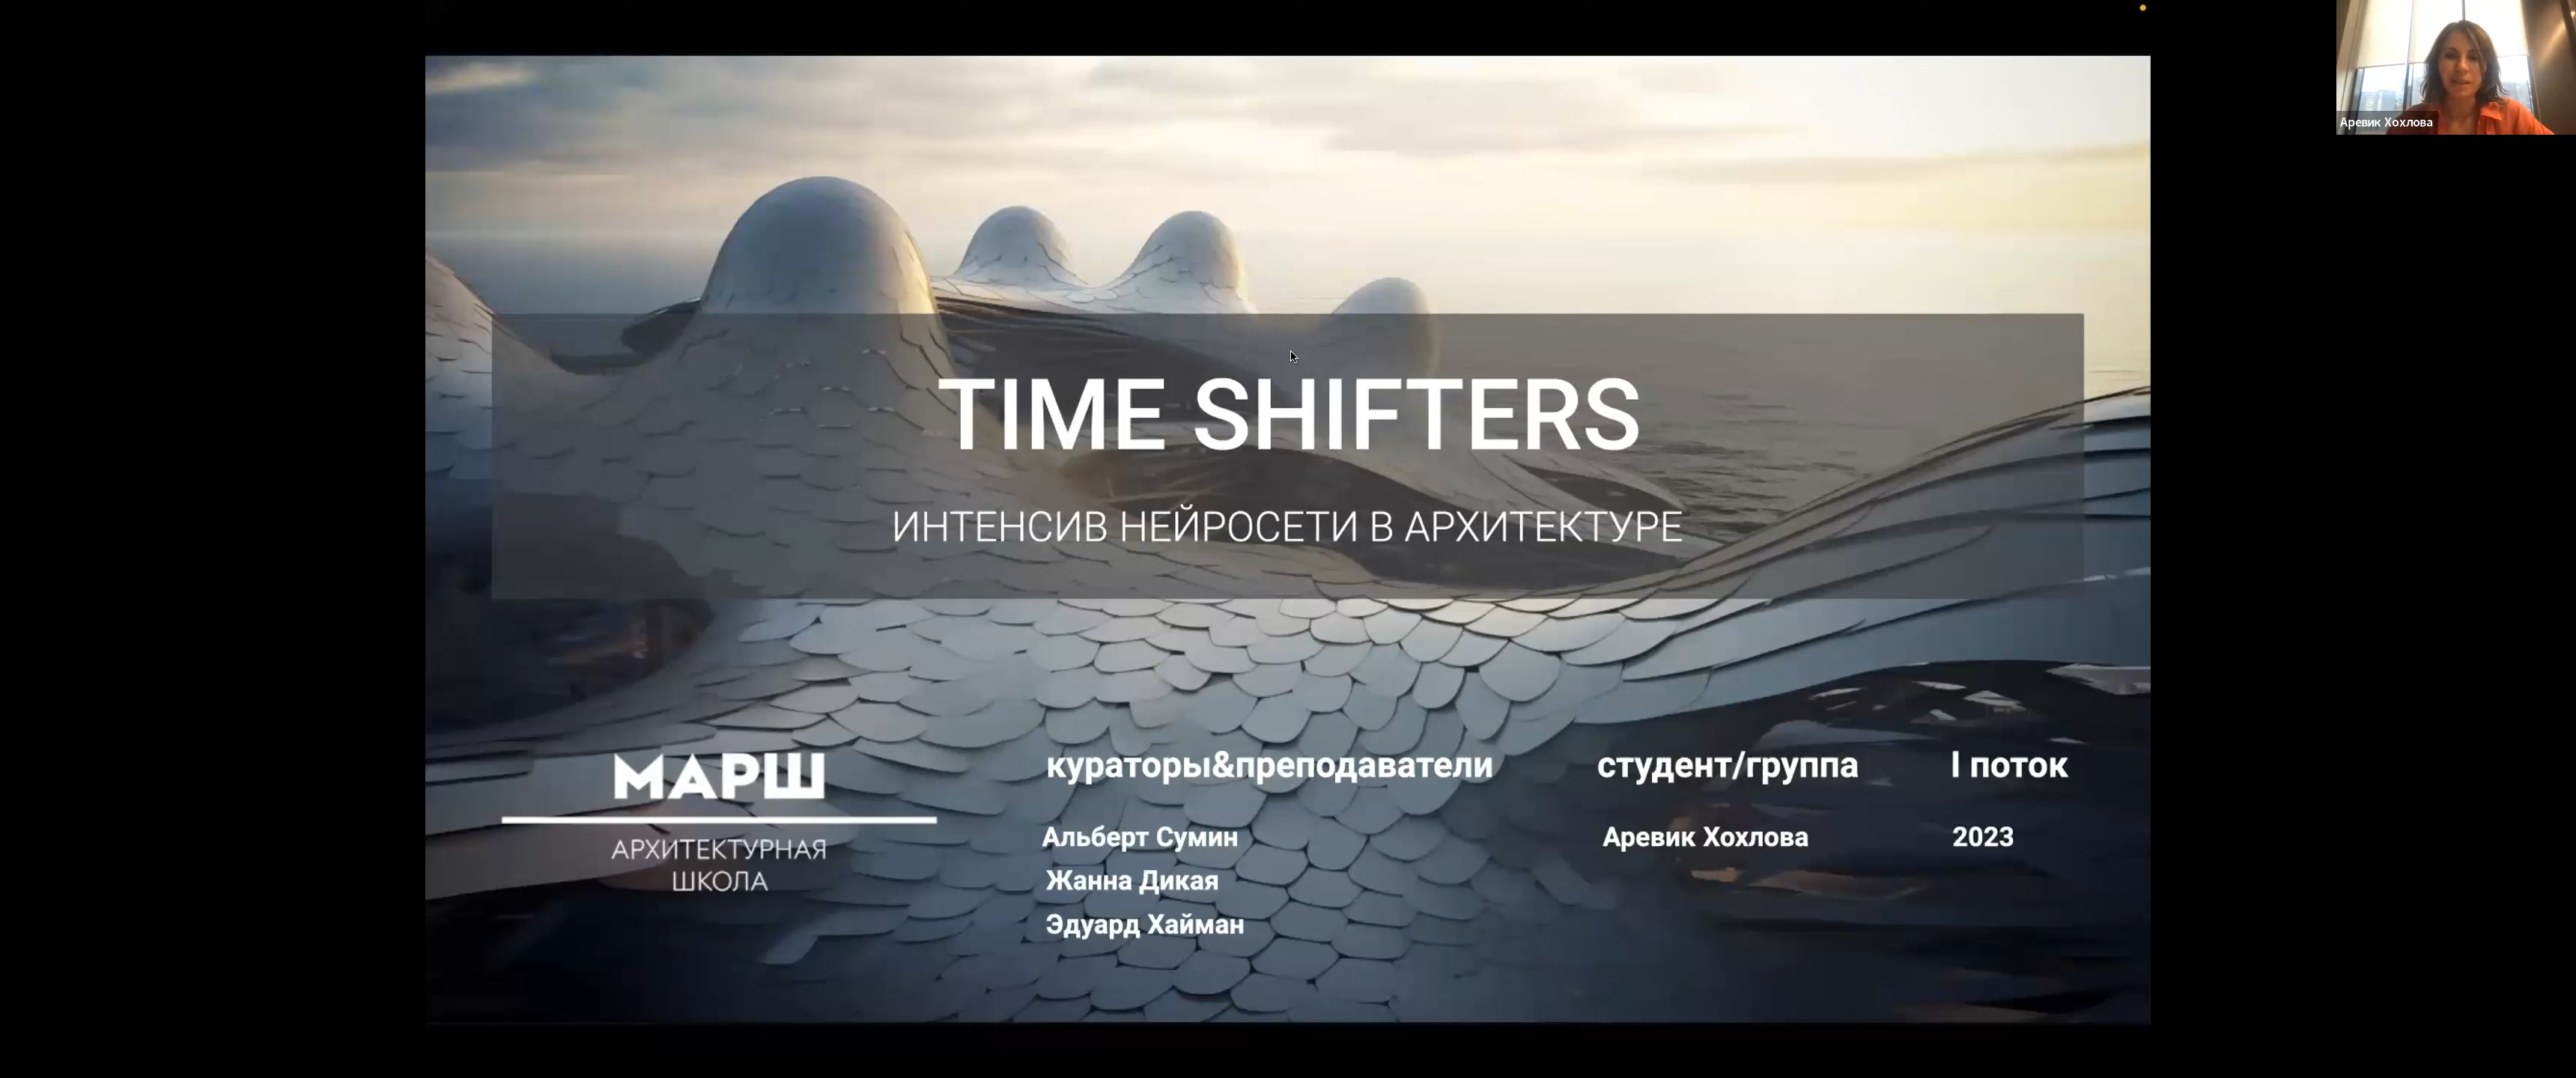 Аревик Хохлова
TIME SHIFTERS
ИНТЕНСИВ НЕЙРОСЕТИ В АРХИТЕКТУРЕ
МАРШ
АРХИТЕКТУРНАЯ
ШКОЛА
кураторы&преподаватели
Альберт Сумин
Жанна Дикая
Эдуард Хайман
студент/группа
Аревик Хохлова
I поток
2023